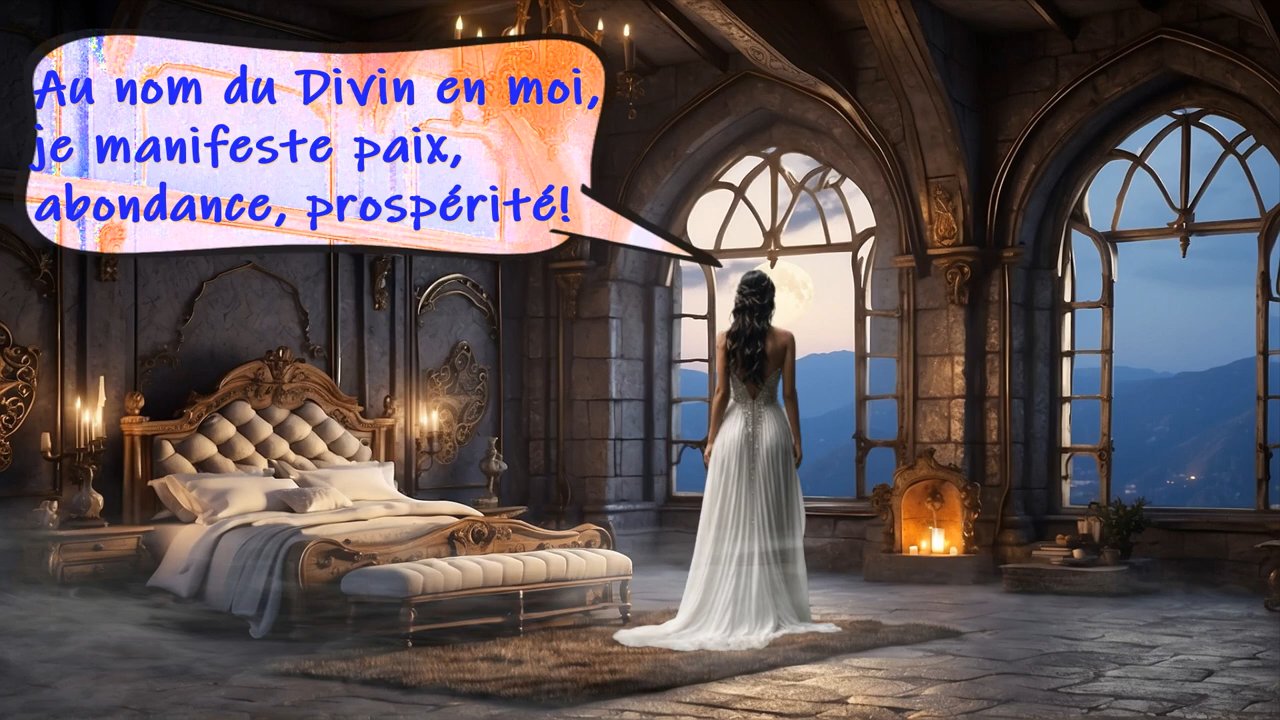 Au nom du Divin en moi,
je manifeste paix,
abondance, prospérité!